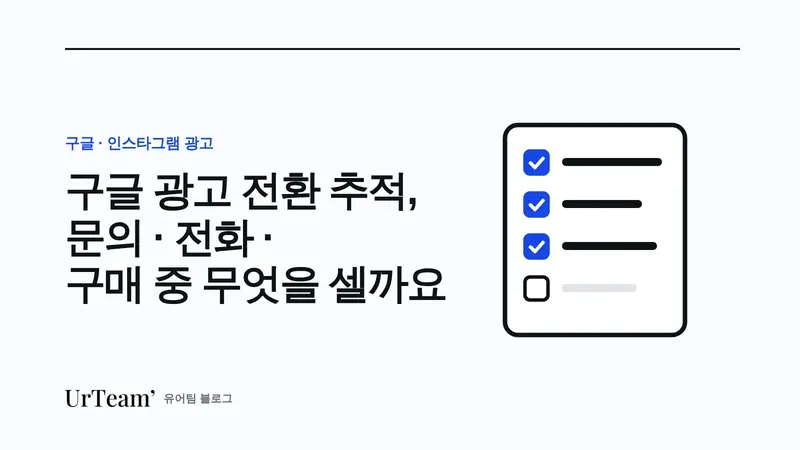 구글 · 인스타그램 광고
구글 광고 전환 추적,
문의 · 전화 ·
구매 중 무엇을 셀까요
UrTeam’ 유어팀 블로그